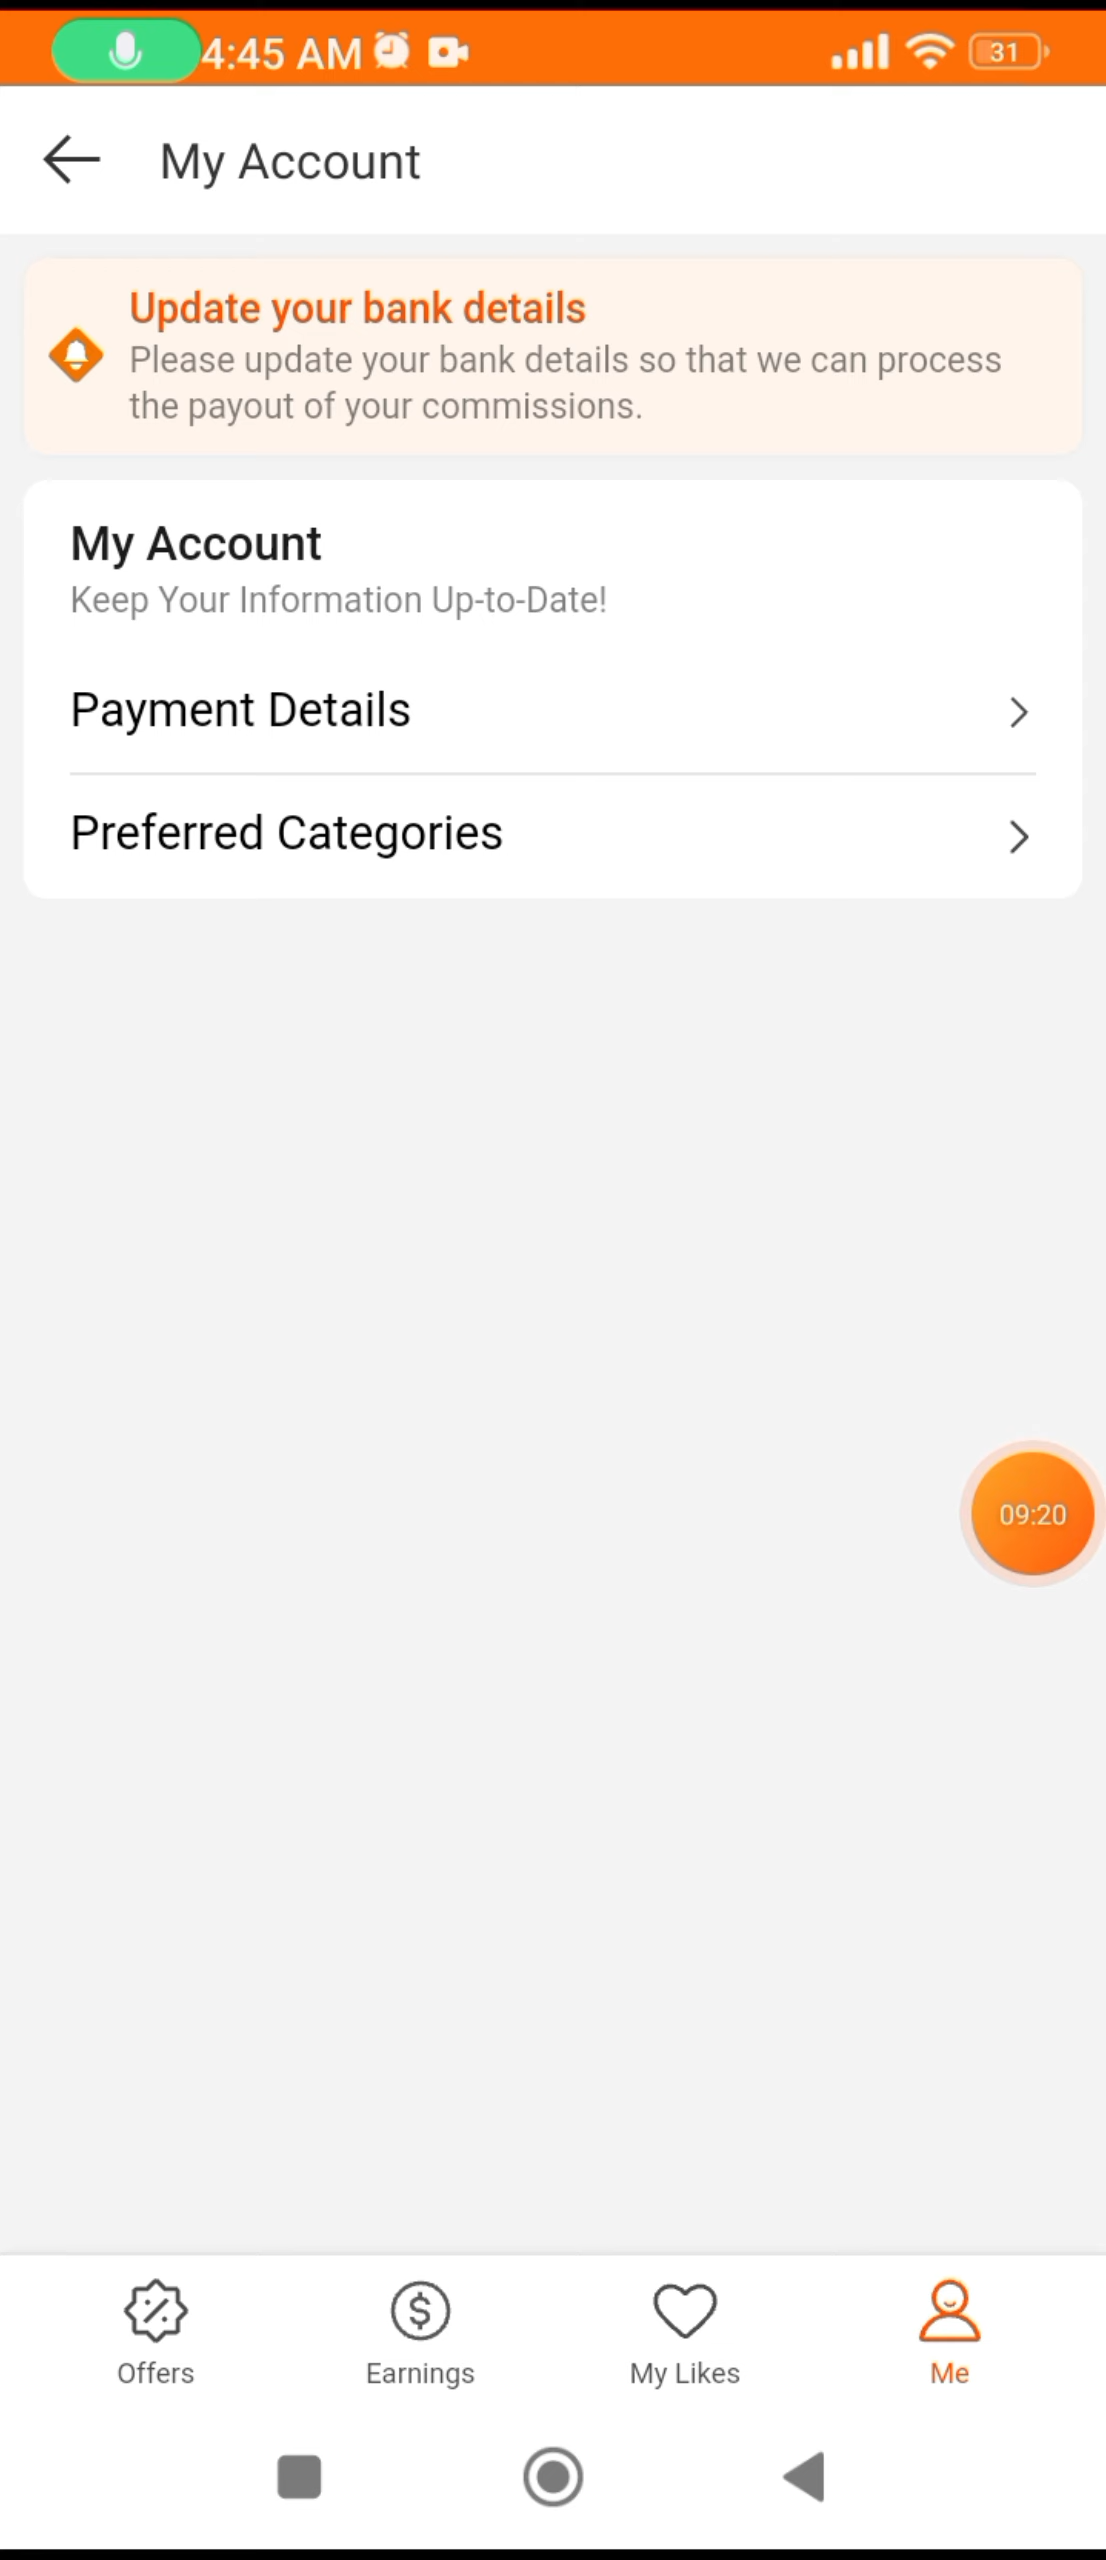 4:45 AM
31
My Account
Update your bank details
Please update your bank details so that we can process
the payout of your commissions.
My Account
Keep Your Information Up-to-Date!
Payment Details
Preferred Categories
09:20
Offers
Earnings
My Likes
Me